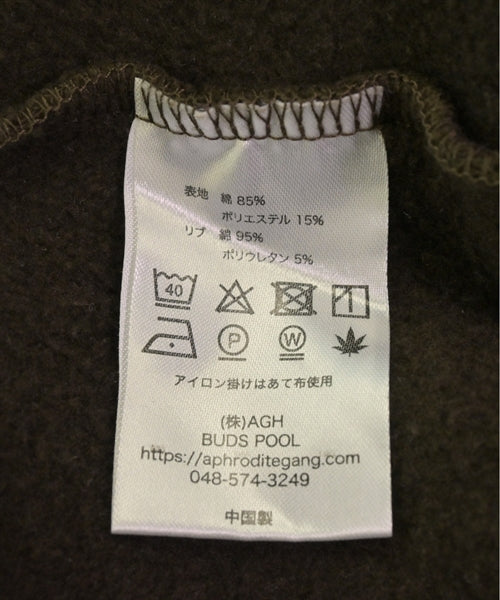 表地 綿 85%
ポリエステル 15%
リブ 綿 95%
ポリウレタン 5%
40
P W
アイロン掛けはあて布使用
(株)AGH
BUDS POOL
https://aphroditegang.com
048-574-3249
中国製